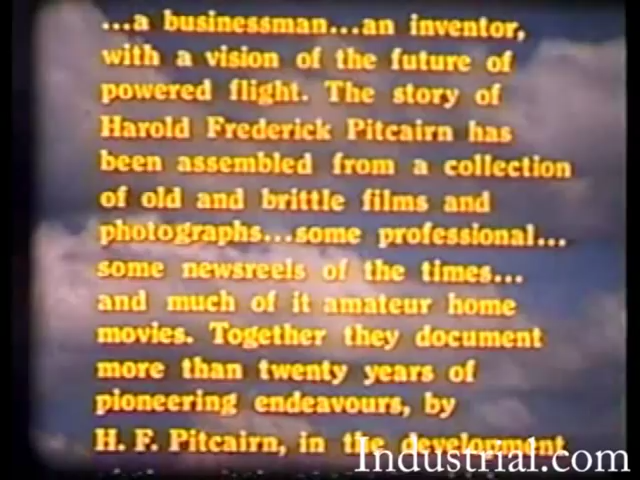 ...a businessman...an inventor,
with a vision of the future of
powered flight. The story of
Harold Frederick Pitcairn has
been assembled from a collection
of old and brittle films and
photographs...some professional...
some newsreels of the times...
and much of it amateur home
movies. Together they document
more than twenty years of
pioneering endeavours, by
H. F. Pitcairn, in the development
Industrial.com